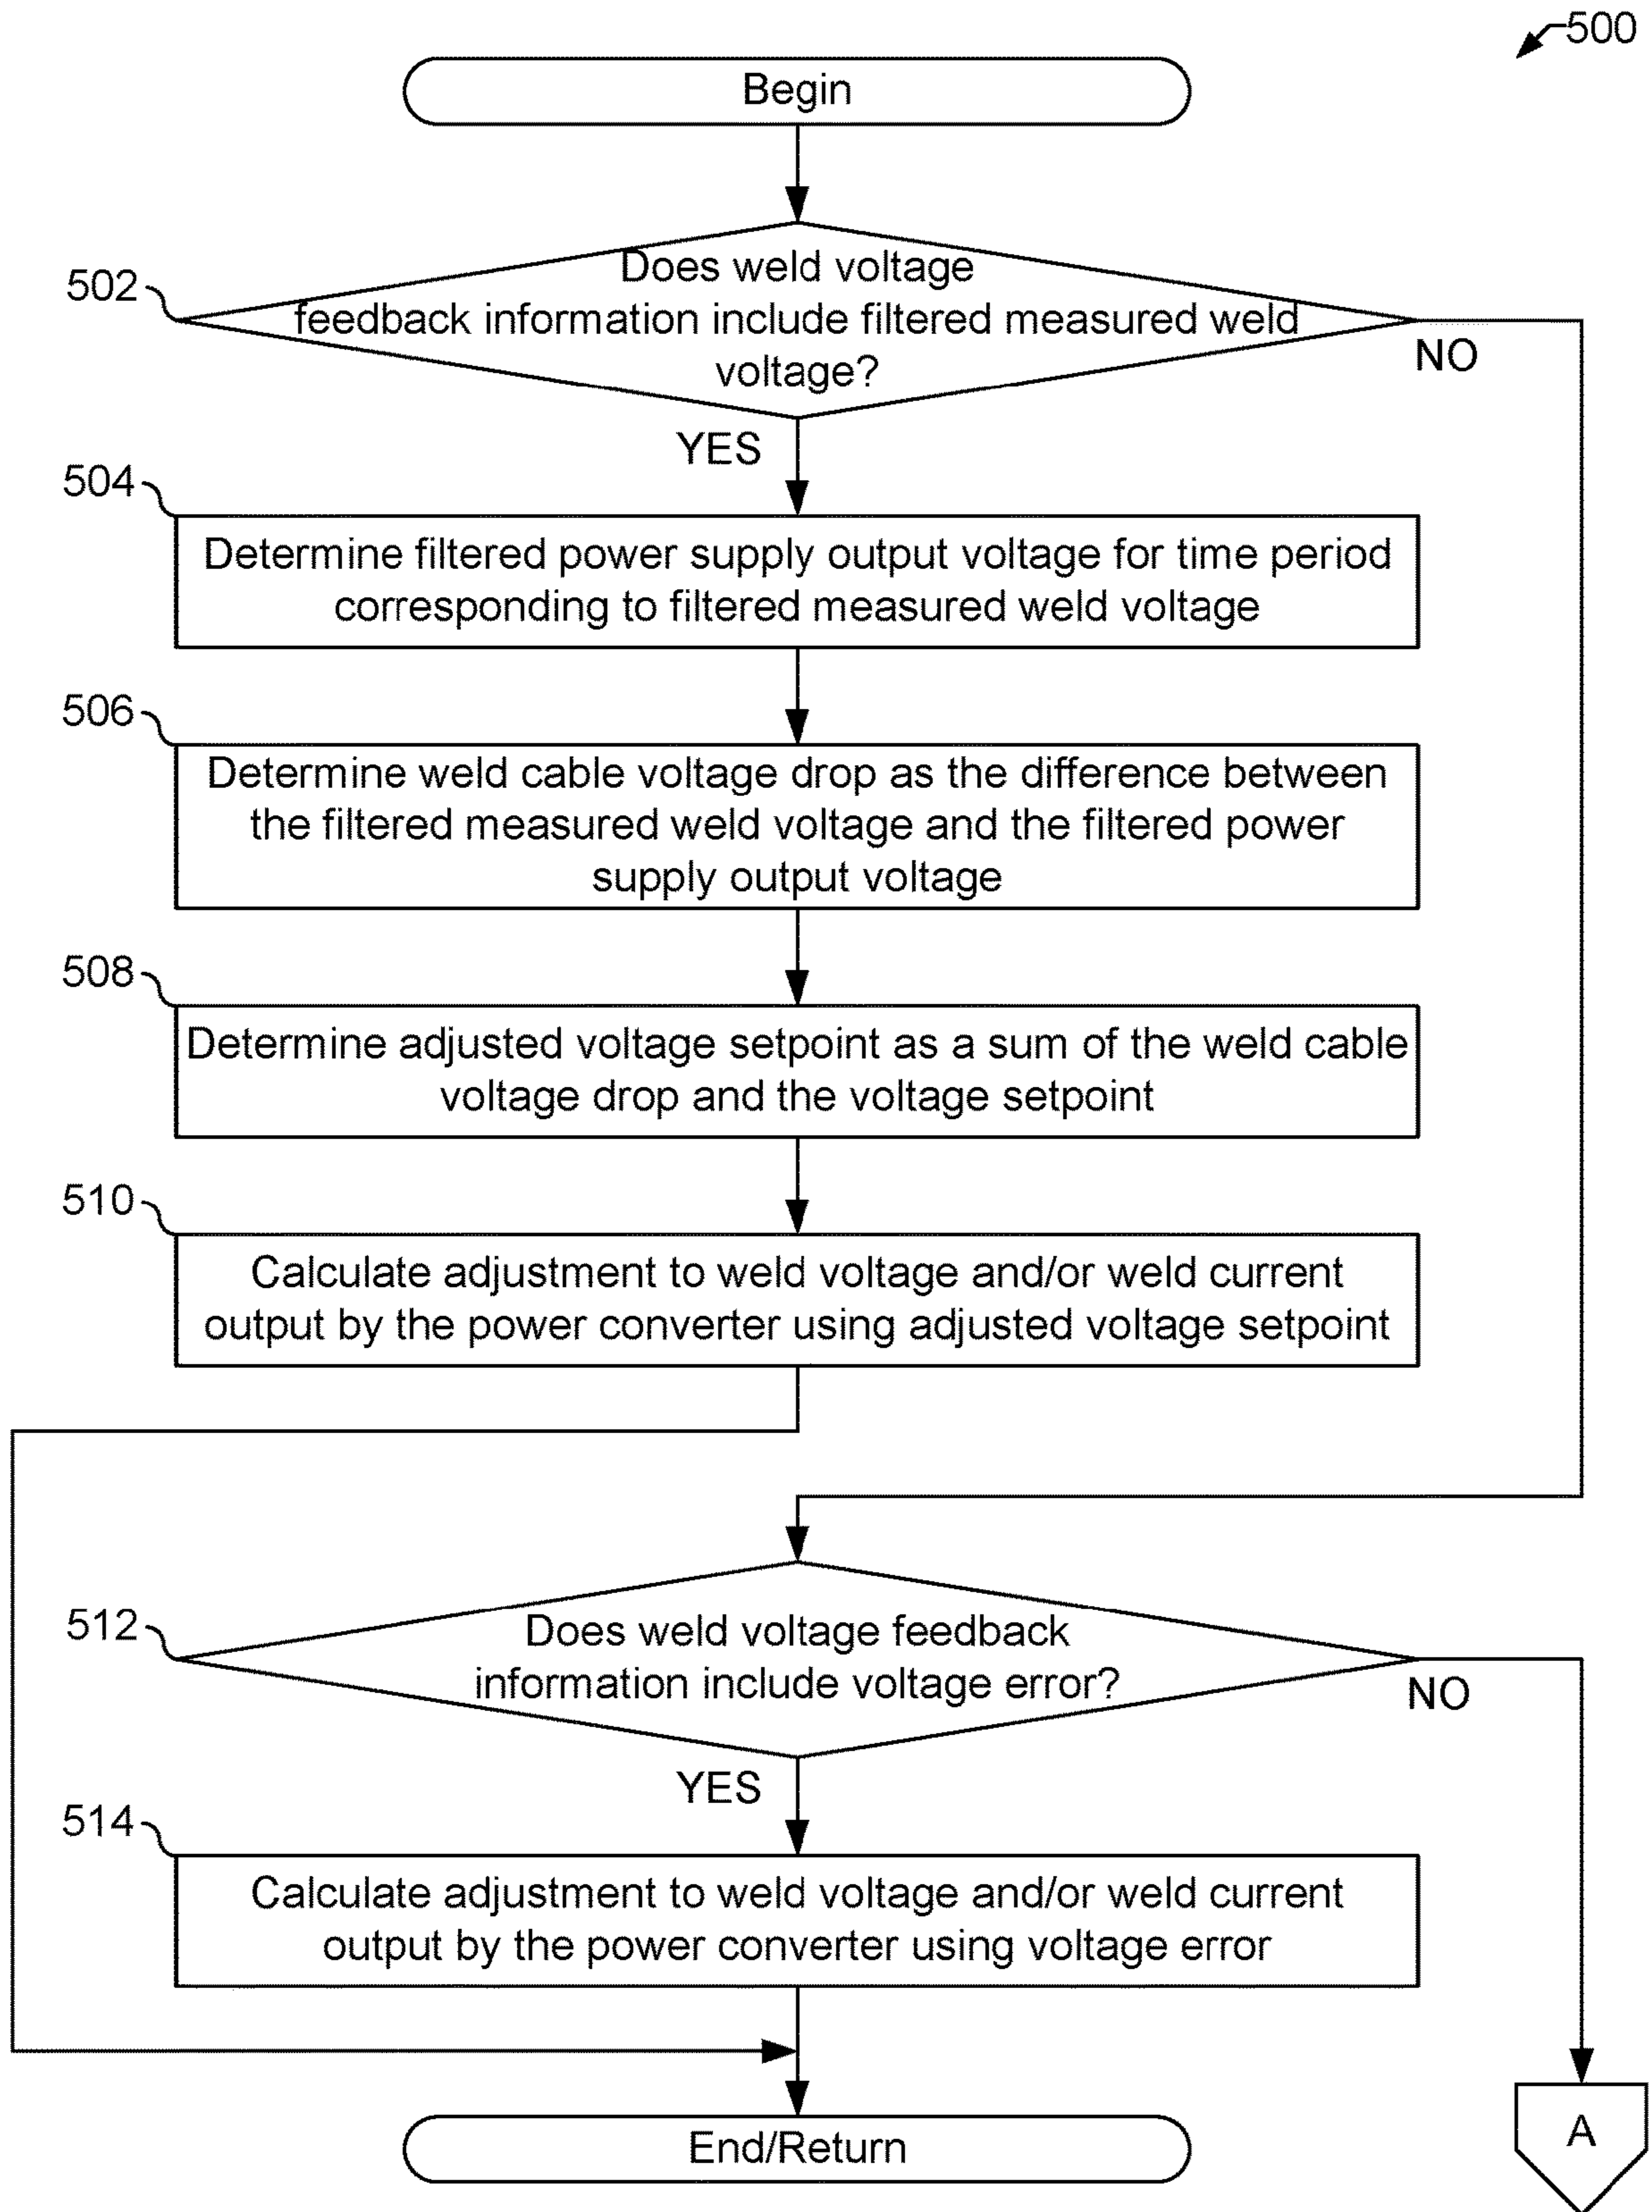 500
Begin
502
Does weld voltage
feedback information include filtered measured weld
voltage?
NO
YES
504
Determine filtered power supply output voltage for time period
corresponding to filtered measured weld voltage
506
Determine weld cable voltage drop as the difference between
the filtered measured weld voltage and the filtered power
supply output voltage
508
Determine adjusted voltage setpoint as a sum of the weld cable
voltage drop and the voltage setpoint
510
Calculate adjustment to weld voltage and/or weld current
output by the power converter using adjusted voltage setpoint
512
Does weld voltage feedback
information include voltage error?
NO
YES
514
Calculate adjustment to weld voltage and/or weld current
output by the power converter using voltage error
End/Return
A